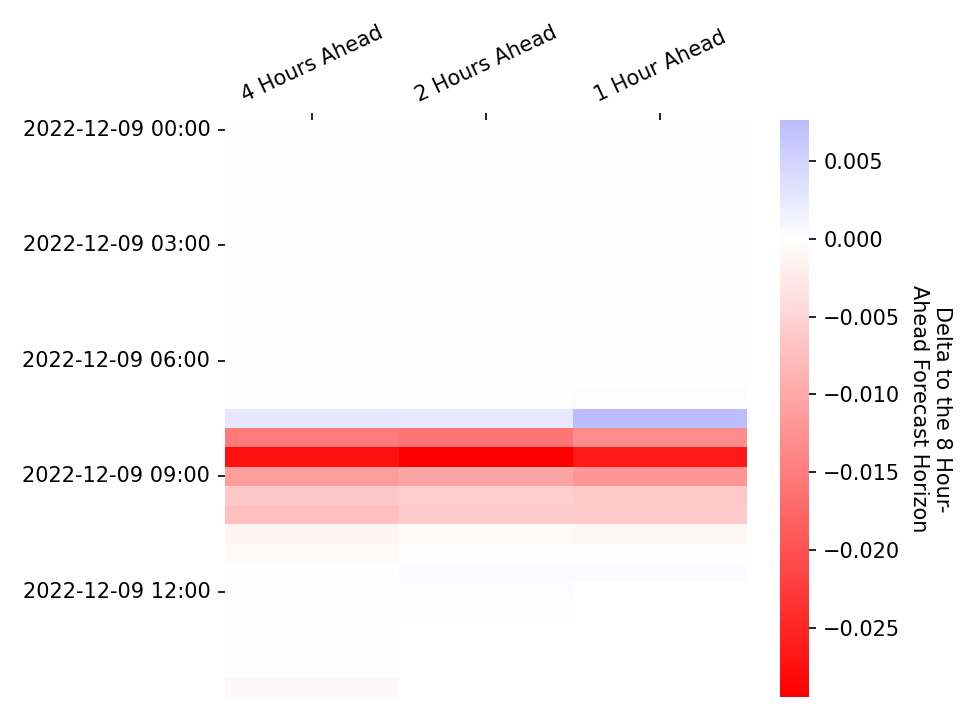 4 Hours Ahead
2 Hours Ahead
1 Hour Ahead
2022-12-09 00:00
2022-12-09 03:00
2022-12-09 06:00
2022-12-09 09:00
2022-12-09 12:00
0.005
0.000
−0.005
−0.010
−0.015
−0.020
−0.025
Delta to the 8 Hour-
Ahead Forecast Horizon